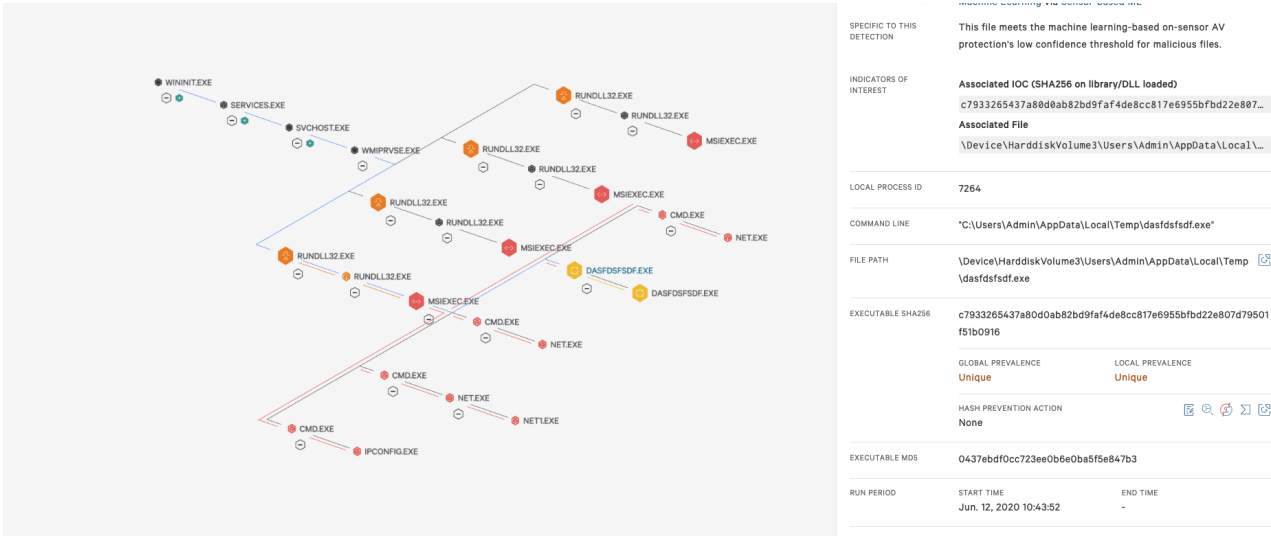 WININIT.EXE
SERVICES.EXE
SVCHOST.EXE
WMIPRVSE.EXE
RUNDLL32.EXE
RUNDLL32.EXE
MSIEXEC.EXE
RUNDLL32.EXE
RUNDLL32.EXE
MSIEXEC.EXE
CMD.EXE
NET.EXE
RUNDLL32.EXE
RUNDLL32.EXE
MSIEXEC.EXE
DASFDSFSDF.EXE
DASFDSFSDF.EXE
RUNDLL32.EXE
RUNDLL32.EXE
MSIEXEC.EXE
CMD.EXE
NET.EXE
CMD.EXE
NET.EXE
NET1.EXE
CMD.EXE
IPCONFIG.EXE
Machine Learning via Sensor-based ML
SPECIFIC TO THIS
DETECTION
This file meets the machine learning-based on-sensor AV
protection's low confidence threshold for malicious files.
INDICATORS OF
INTEREST
Associated IOC (SHA256 on library/DLL loaded)
c7933265437a80d0ab82bd9faf4de8cc817e6955bfbd22e807…
Associated File
\Device\HarddiskVolume3\Users\Admin\AppData\Local\…
LOCAL PROCESS ID
7264
COMMAND LINE
"C:\Users\Admin\AppData\Local\Temp\dasfdsfsdf.exe"
FILE PATH
\Device\HarddiskVolume3\Users\Admin\AppData\Local\Temp
\dasfdsfsdf.exe
EXECUTABLE SHA256
c7933265437a80d0ab82bd9faf4de8cc817e6955bfbd22e807d79501
f51b0916
GLOBAL PREVALENCE
Unique
LOCAL PREVALENCE
Unique
HASH PREVENTION ACTION
None
EXECUTABLE MD5
0437ebdf0cc723ee0b6e0ba5f5e847b3
RUN PERIOD
START TIME
Jun. 12, 2020 10:43:52
END TIME
-